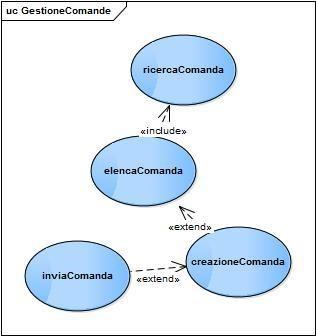 uc GestioneComande
ricercaComanda
«include»
elencaComanda
«extend»
creazioneComanda
inviaComanda
«extend»